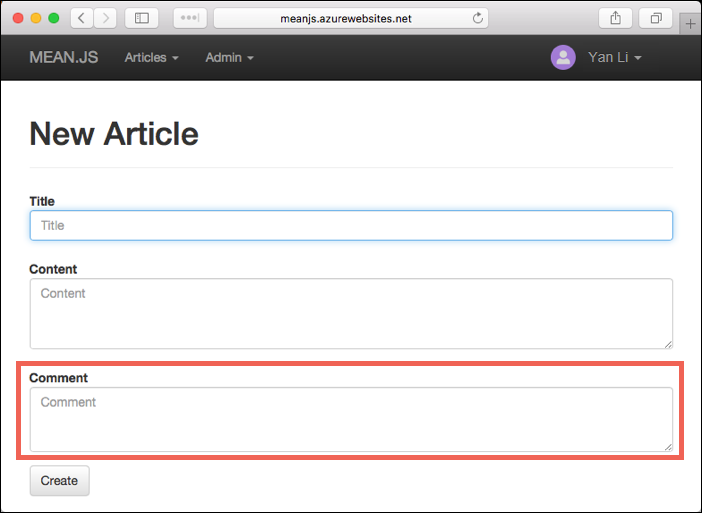 meanjs.azurewebsites.net
MEAN.JS Articles Admin Yan Li
New Article
Title
Title
Content
Content
Comment
Comment
Create